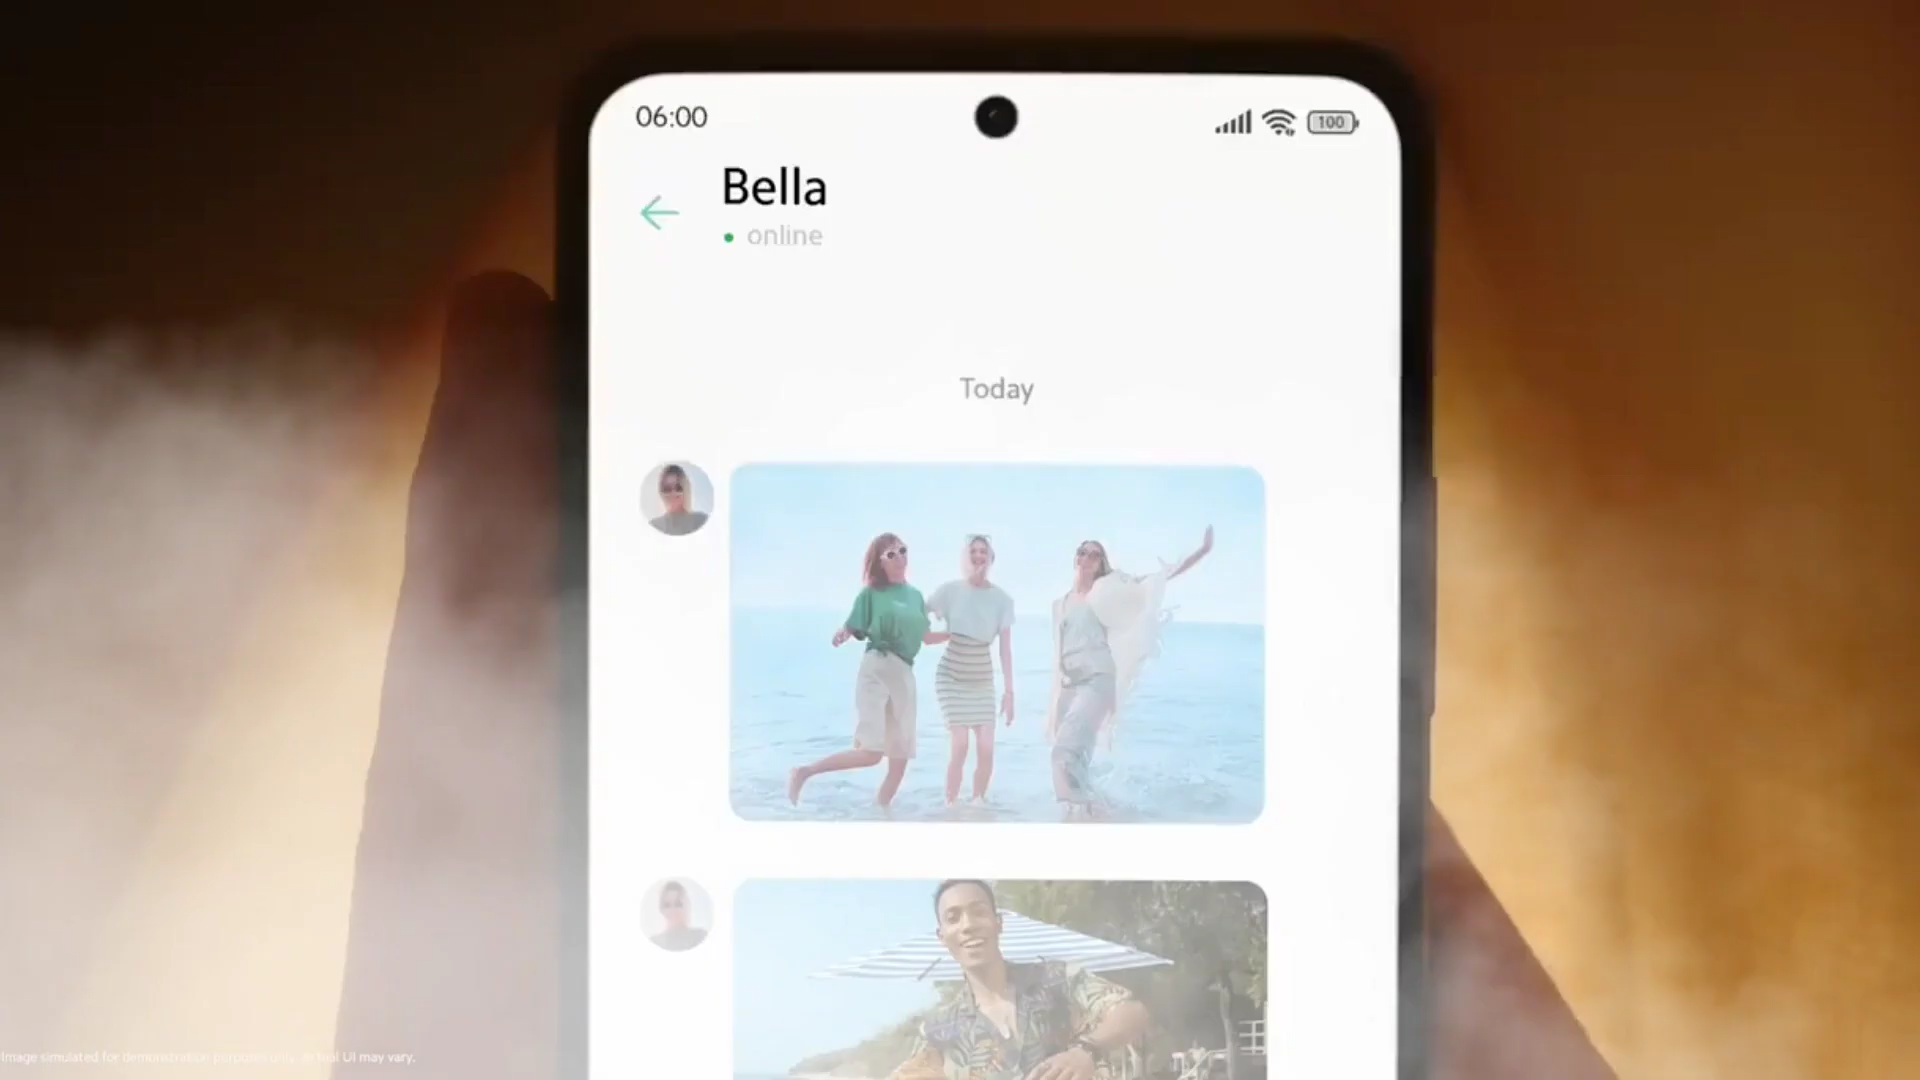 06:00
100
Bella
online
Today
Image simulated for demonstration purposes only. Actual UI may vary.